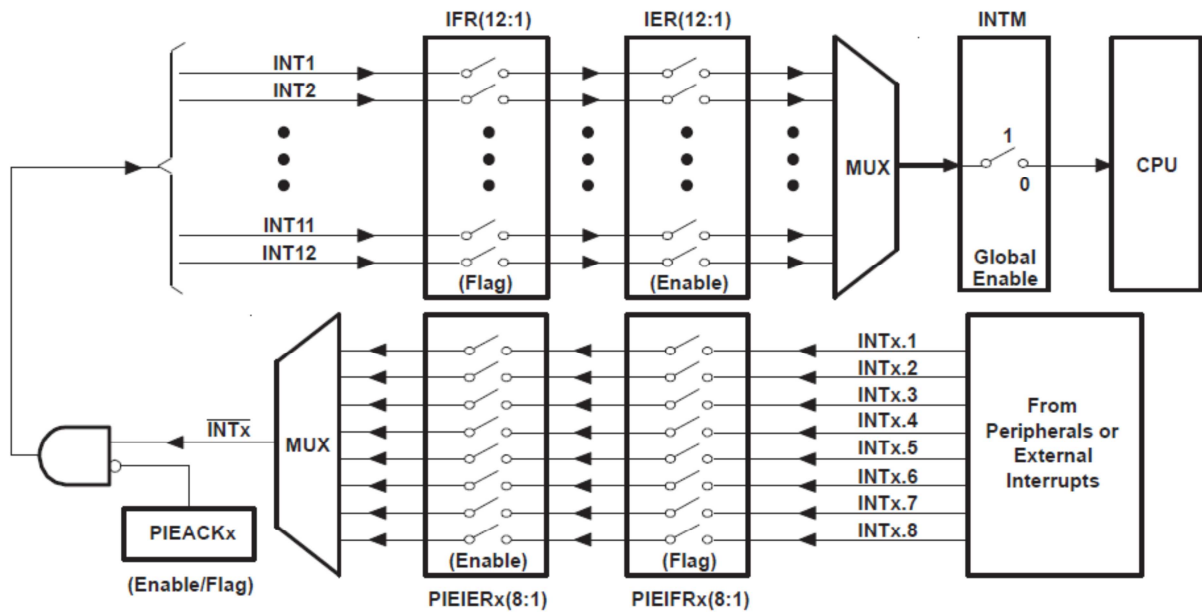 IFR(12:1)
IER(12:1)
INTM
INT1
INT2
1
MUX
CPU
0
INT11
INT12
(Flag)
(Enable)
Global
Enable
INTx.1
INTx.2
INTx.3
INTx.4
INTx.5
INTx.6
INTx.7
INTx.8
From
Peripherals or
External
Interrupts
INTx
MUX
PIEACKx
(Enable/Flag)
(Enable)
(Flag)
PIEIERx(8:1)
PIEIFRx(8:1)